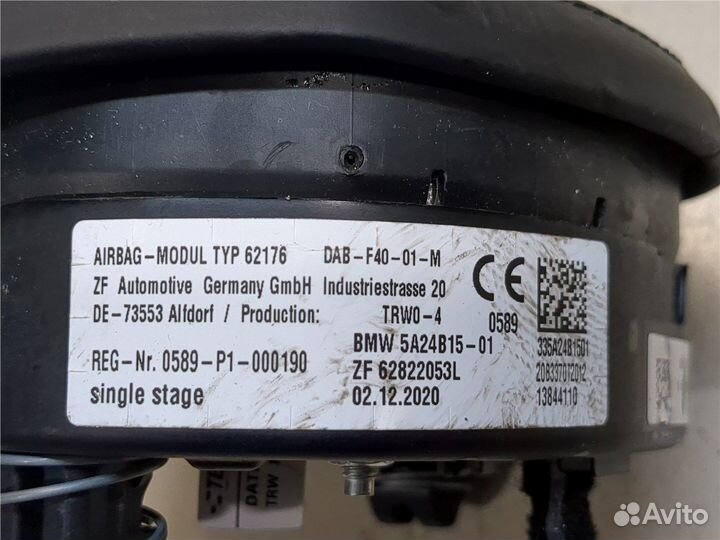 AIRBAG-MODUL TYP 62176 DAB-F40-01-M
ZF Automotive Germany GmbH Industriestrasse 20
DE-73553 Alfdorf / Production: TRW0-4
BMW 5A24B15-01
REG-Nr. 0589-P1-000190 ZF 62822053L
single stage 02.12.2020
CE
0589
335A24B1501
208337012012
13844110
DATE
TRW
Avito